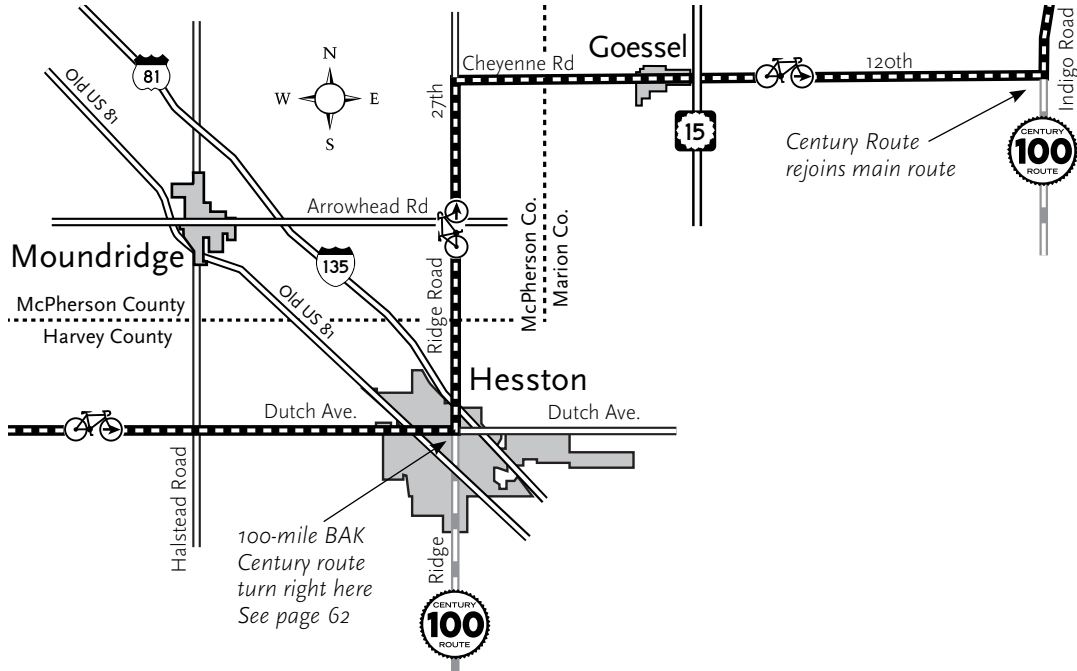 81
Old US 81
N
W
E
S
Cheyenne Rd
27th
Goessel
15
120th
Indigo Road
Century Route
rejoins main route
CENTURY
100
ROUTE
Arrowhead Rd
Moundridge
135
McPherson Co.
Marion Co.
McPherson County
Harvey County
Old US 81
Ridge Road
Hesston
Dutch Ave.
Dutch Ave.
Halstead Road
100-mile BAK
Century route
turn right here
See page 62
Ridge
CENTURY
100
ROUTE